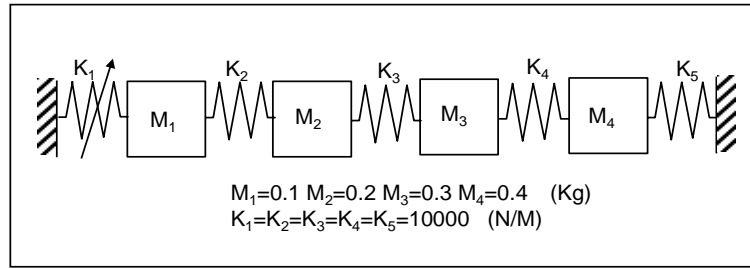 K₁ K₂ K₃ K₄ K₅
M₁ M₂ M₃ M₄
M₁=0.1 M₂=0.2 M₃=0.3 M₄=0.4 (Kg)
K₁=K₂=K₃=K₄=K₅=10000 (N/M)